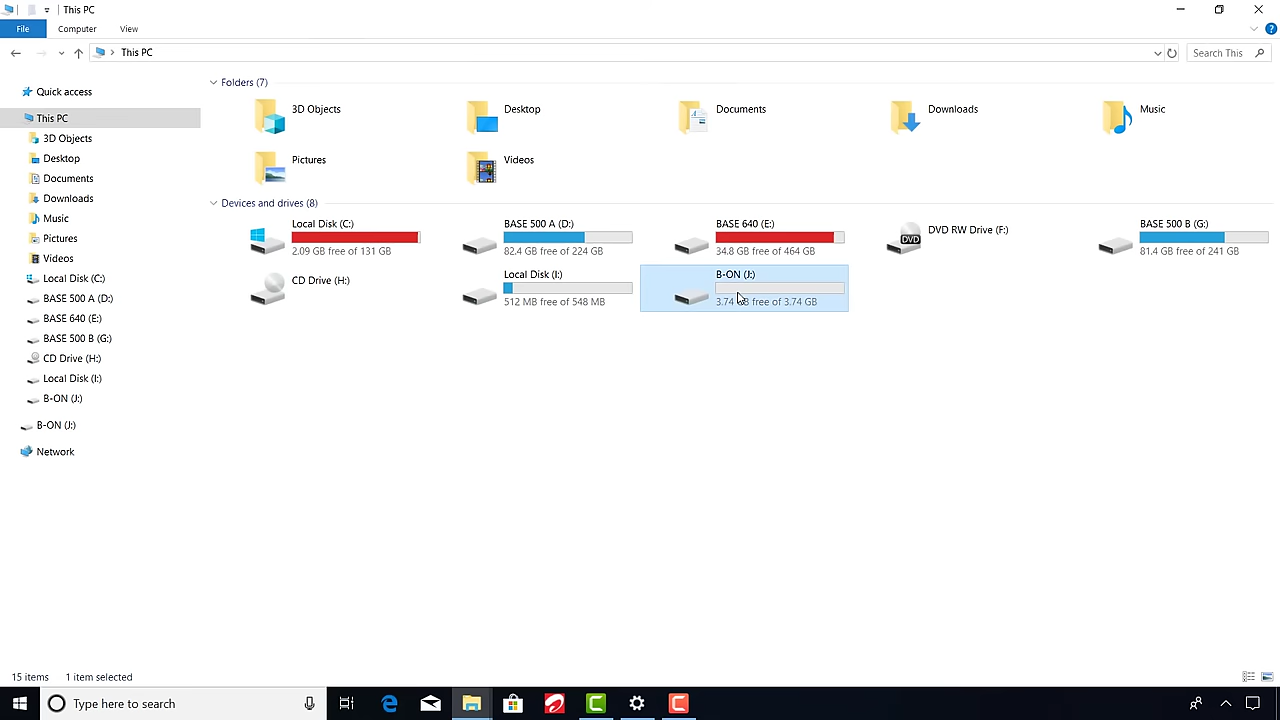 This PC
File Computer View
This PC Search This
Quick access
This PC
3D Objects
Desktop
Documents
Downloads
Music
Pictures
Videos
Local Disk (C:)
BASE 500 A (D:)
BASE 640 (E:)
BASE 500 B (G:)
CD Drive (H:)
Local Disk (I:)
B-ON (J:)
B-ON (J:)
Network
Folders (7)
3D Objects Desktop Documents Downloads Music
Pictures Videos
Devices and drives (8)
Local Disk (C:)
2.09 GB free of 131 GB
BASE 500 A (D:)
82.4 GB free of 224 GB
BASE 640 (E:)
34.8 GB free of 464 GB
DVD RW Drive (F:)
DVD
BASE 500 B (G:)
81.4 GB free of 241 GB
CD Drive (H:)
Local Disk (I:)
512 MB free of 548 MB
B-ON (J:)
3.74 GB free of 3.74 GB
15 items 1 item selected
Type here to search